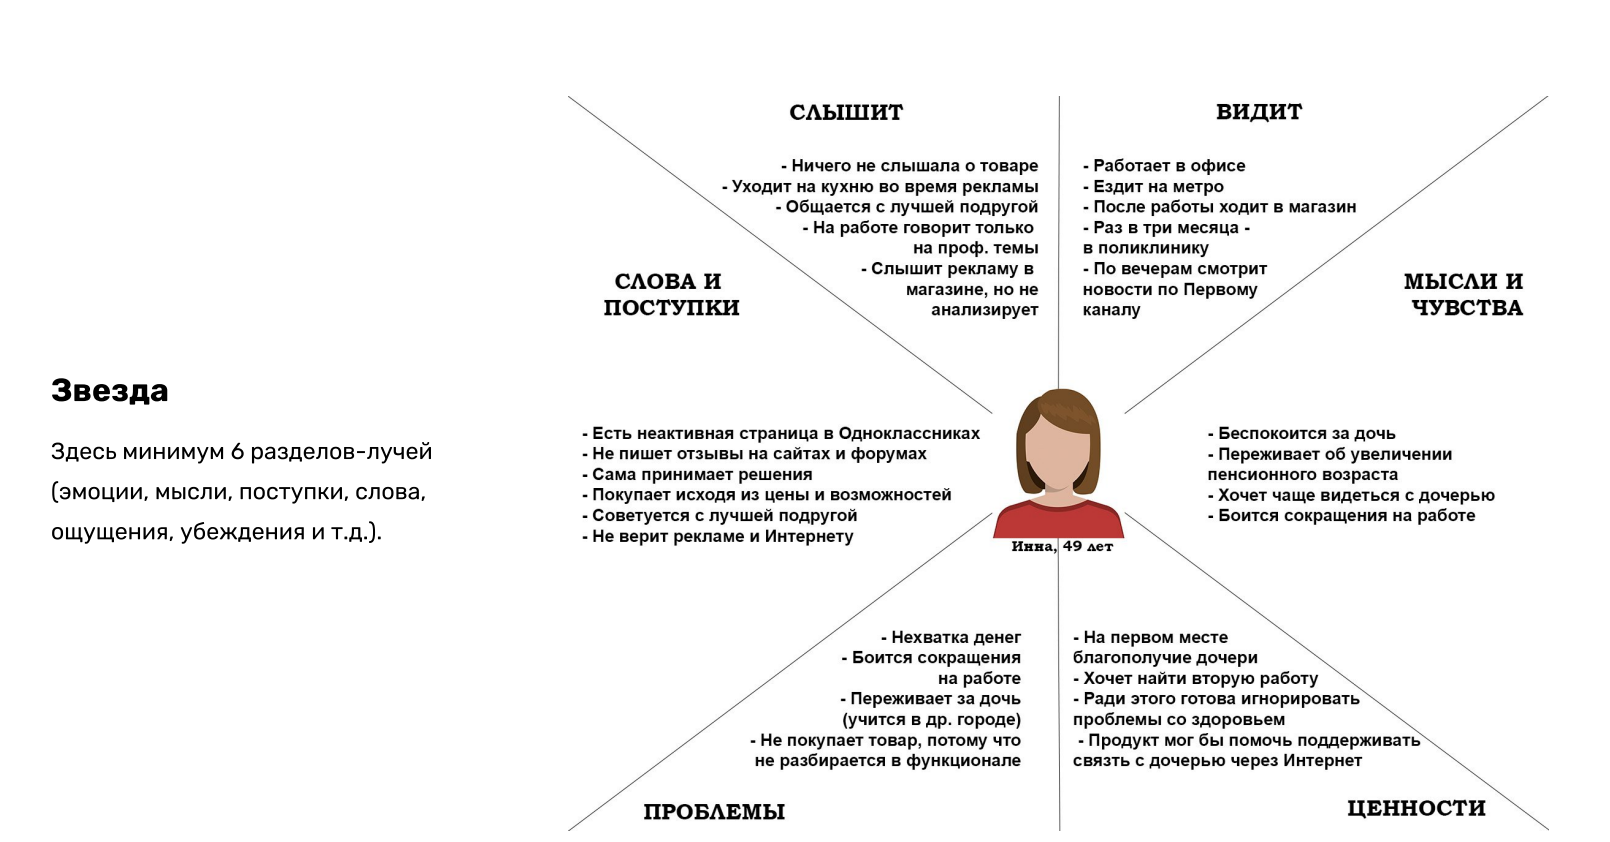 Звезда
Здесь минимум 6 разделов-лучей
(эмоции, мысли, поступки, слова,
ощущения, убеждения и т.д.).
СЛЫШИТ
- Ничего не слышала о товаре
- Уходит на кухню во время рекламы
- Общается с лучшей подругой
- На работе говорит только
на проф. темы
- Слышит рекламу в
магазине, но не
анализирует
ВИДИТ
- Работает в офисе
- Ездит на метро
- После работы ходит в магазин
- Раз в три месяца -
в поликлинику
- По вечерам смотрит
новости по Первому
каналу
СЛОВА И
ПОСТУПКИ
- Есть неактивная страница в Одноклассниках
- Не пишет отзывы на сайтах и форумах
- Сама принимает решения
- Покупает исходя из цены и возможностей
- Советуется с лучшей подругой
- Не верит рекламе и Интернету
МЫСЛИ И
ЧУВСТВА
- Беспокоится за дочь
- Переживает об увеличении
пенсионного возраста
- Хочет чаще видеться с дочерью
- Боится сокращения на работе
Инна, 49 лет
- Нехватка денег
- Боится сокращения
на работе
- Переживает за дочь
(учится в др. городе)
- Не покупает товар, потому что
не разбирается в функционале
ПРОБЛЕМЫ
- На первом месте
благополучие дочери
- Хочет найти вторую работу
- Ради этого готова игнорировать
проблемы со здоровьем
- Продукт мог бы помочь поддерживать
связть с дочерью через Интернет
ЦЕННОСТИ